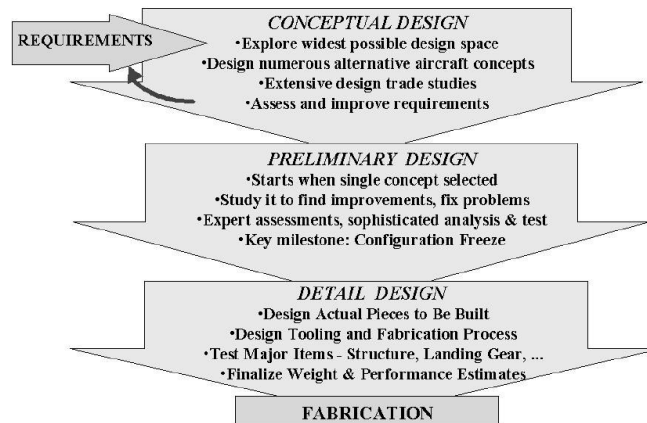 REQUIREMENTS
CONCEPTUAL DESIGN
•Explore widest possible design space
•Design numerous alternative aircraft concepts
•Extensive design trade studies
•Assess and improve requirements
PRELIMINARY DESIGN
•Starts when single concept selected
•Study it to find improvements, fix problems
•Expert assessments, sophisticated analysis & test
•Key milestone: Configuration Freeze
DETAIL DESIGN
•Design Actual Pieces to Be Built
•Design Tooling and Fabrication Process
•Test Major Items - Structure, Landing Gear, ...
•Finalize Weight & Performance Estimates
FABRICATION